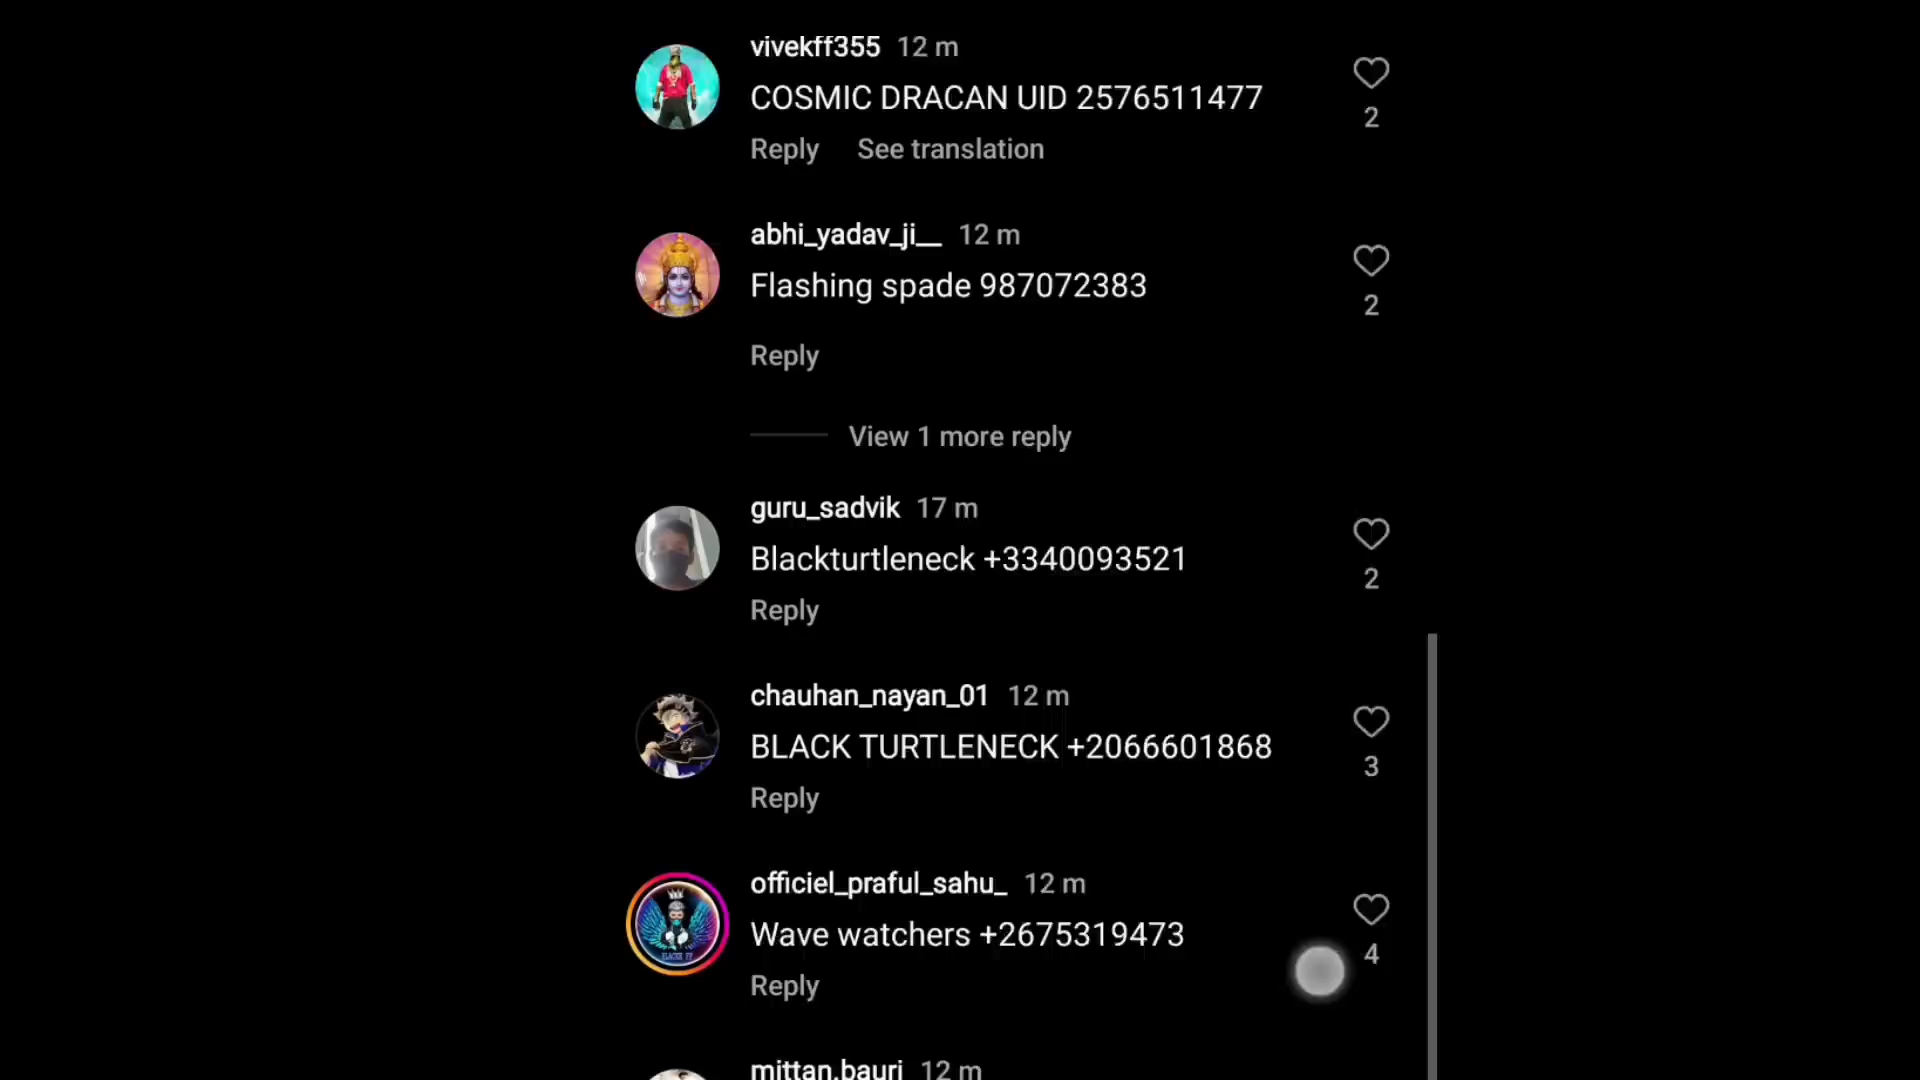 vivekff355 12 m
COSMIC DRACAN UID 2576511477
2
Reply See translation
abhi_yadav_ji__ 12 m
Flashing spade 987072383
2
Reply
View 1 more reply
guru_sadvik 17 m
Blackturtleneck +3340093521
2
Reply
chauhan_nayan_01 12 m
BLACK TURTLENECK +2066601868
3
Reply
officiel_praful_sahu_ 12 m
Wave watchers +2675319473
4
Reply
mittan.bauri 12 m